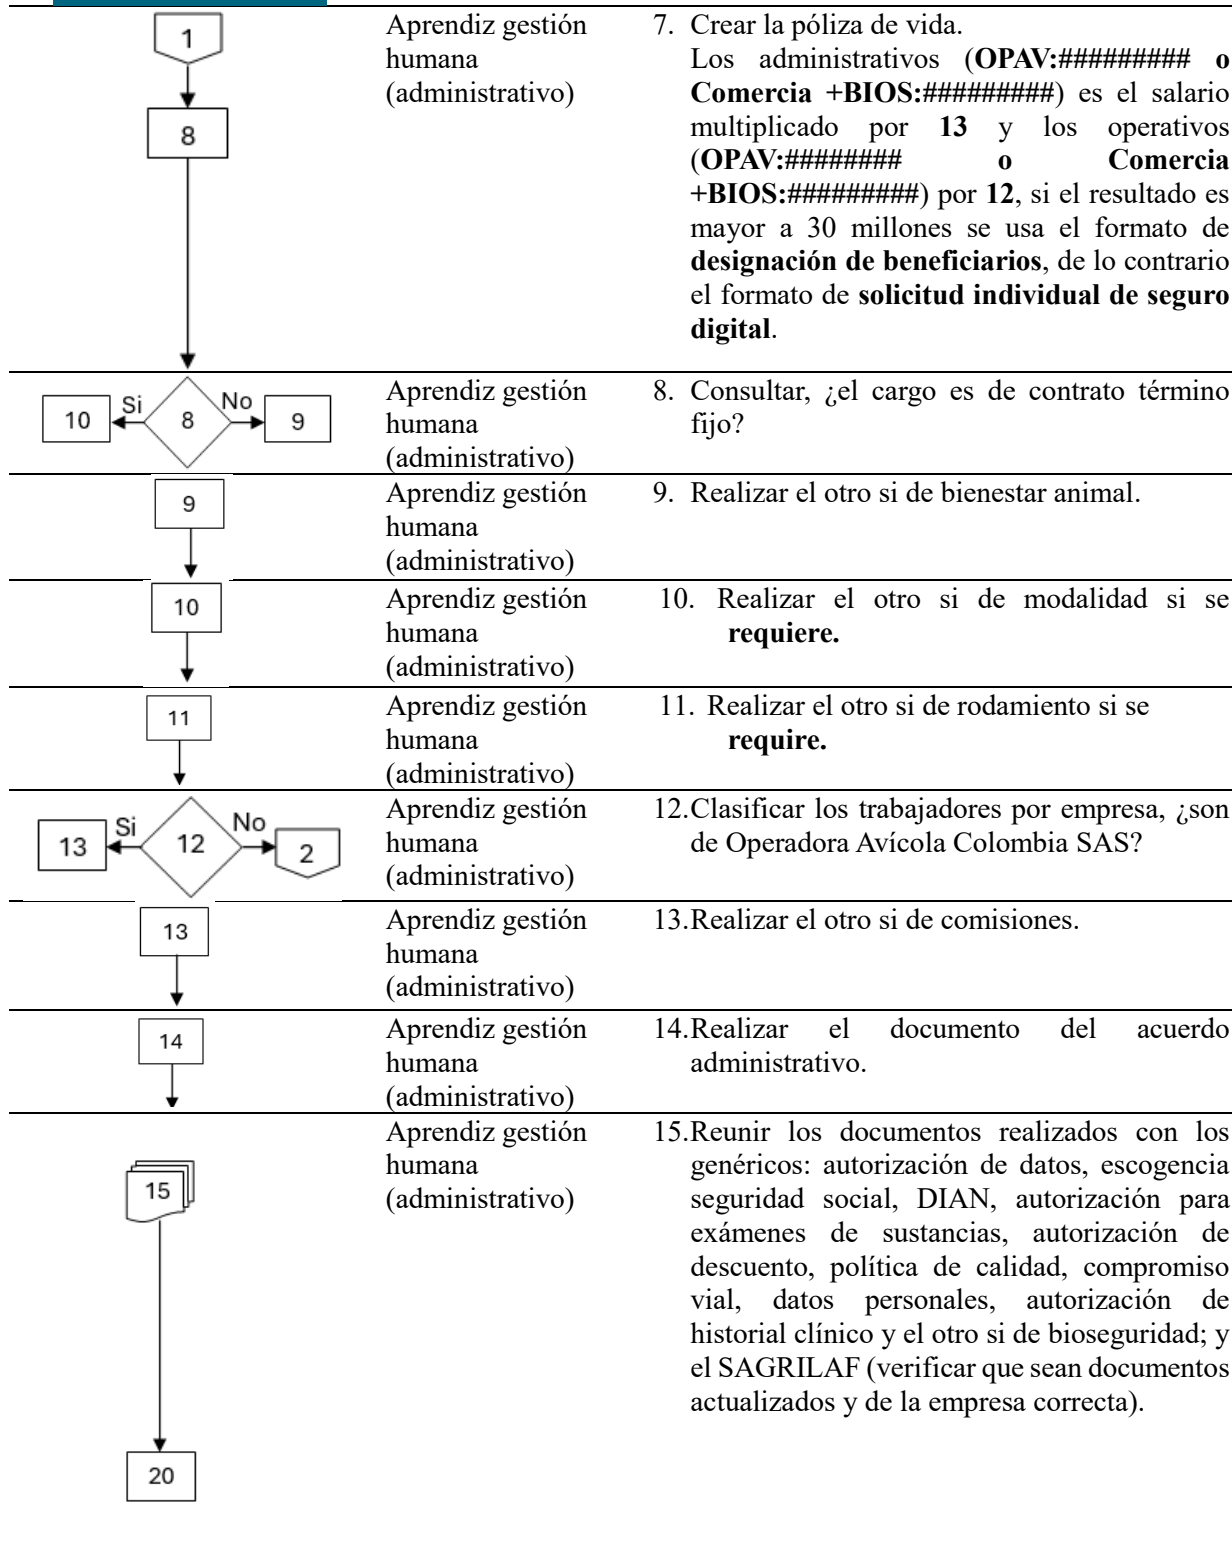 1
8
Aprendiz gestión
humana
(administrativo)
7. Crear la póliza de vida.
Los administrativos (OPAV:######### o
Comercia +BIOS:#########) es el salario
multiplicado por 13 y los operativos
(OPAV:######## o Comercia
+BIOS:#########) por 12, si el resultado es
mayor a 30 millones se usa el formato de
designación de beneficiarios, de lo contrario
el formato de solicitud individual de seguro
digital.
10 Si 8 No 9
Aprendiz gestión
humana
(administrativo)
8. Consultar, ¿el cargo es de contrato término
fijo?
9
Aprendiz gestión
humana
(administrativo)
9. Realizar el otro si de bienestar animal.
10
Aprendiz gestión
humana
(administrativo)
10. Realizar el otro si de modalidad si se
requiere.
11
Aprendiz gestión
humana
(administrativo)
11. Realizar el otro si de rodamiento si se
require.
13 Si 12 No 2
Aprendiz gestión
humana
(administrativo)
12.Clasificar los trabajadores por empresa, ¿son
de Operadora Avícola Colombia SAS?
13
Aprendiz gestión
humana
(administrativo)
13.Realizar el otro si de comisiones.
14
Aprendiz gestión
humana
(administrativo)
14.Realizar el documento del acuerdo
administrativo.
15
Aprendiz gestión
humana
(administrativo)
15.Reunir los documentos realizados con los
genéricos: autorización de datos, escogencia
seguridad social, DIAN, autorización para
exámenes de sustancias, autorización de
descuento, política de calidad, compromiso
vial, datos personales, autorización de
historial clínico y el otro si de bioseguridad; y
el SAGRILAF (verificar que sean documentos
actualizados y de la empresa correcta).
20